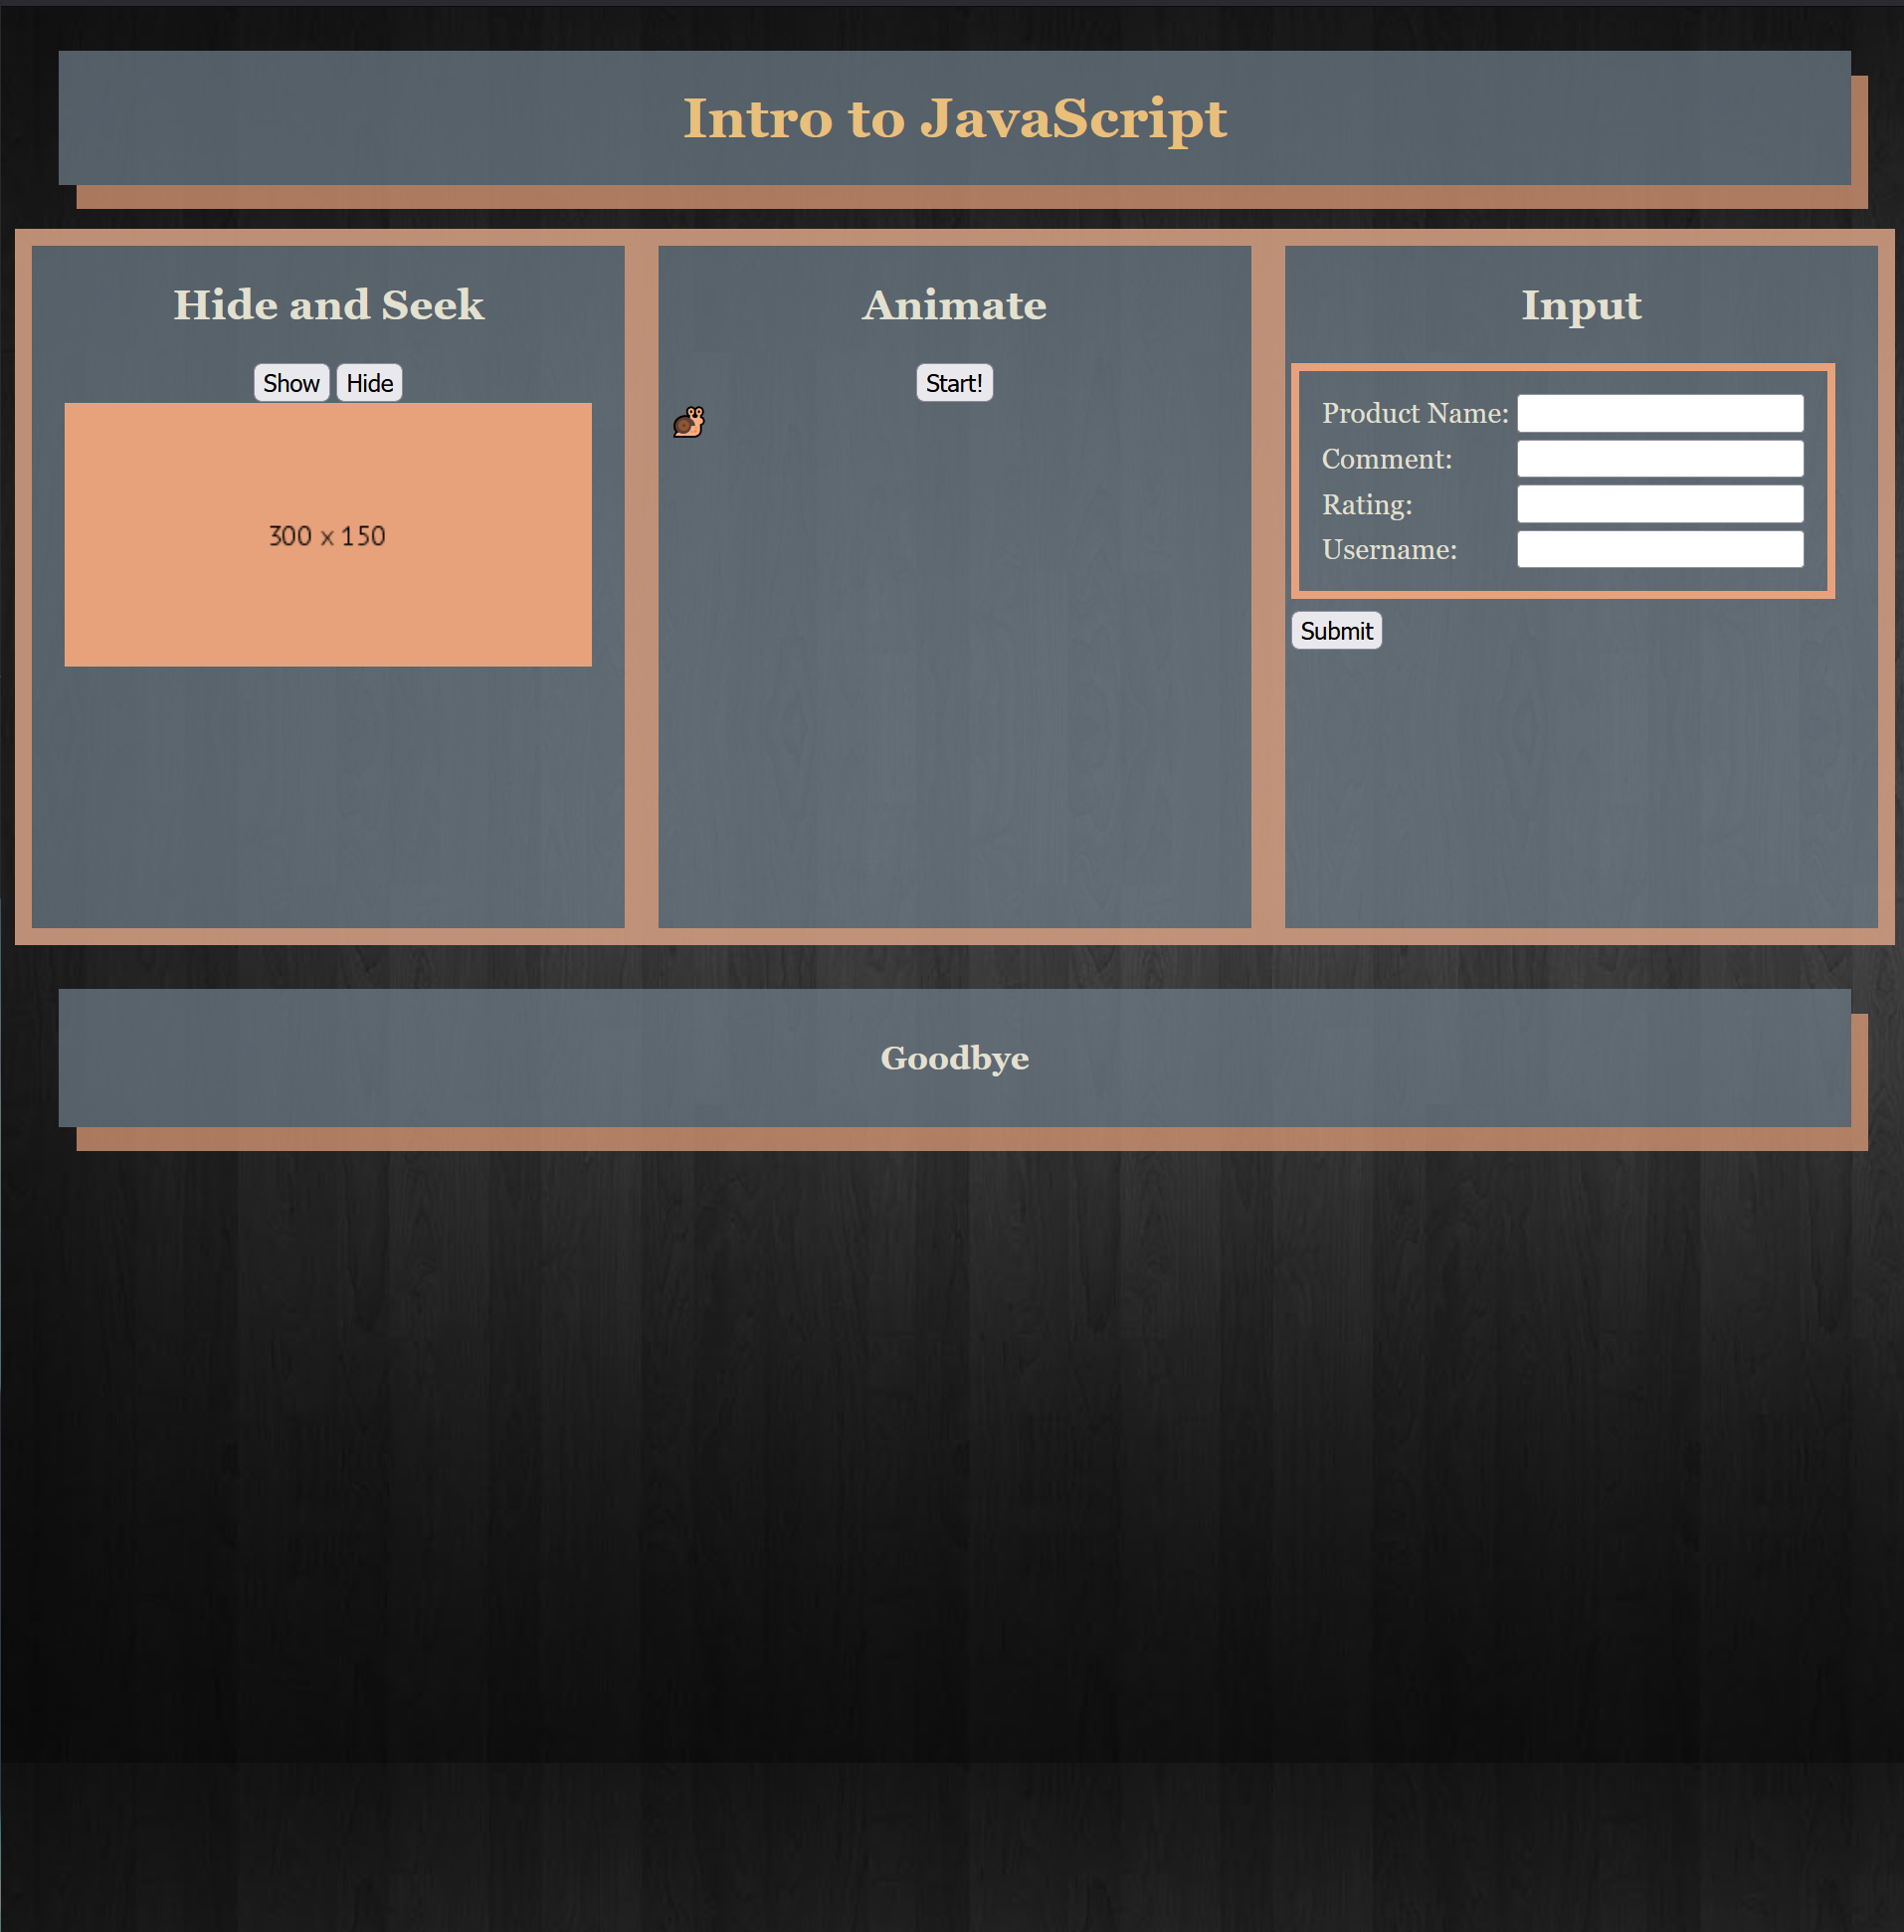 Intro to JavaScript
Hide and Seek
Show Hide
300 x 150
Animate
Start!
Input
Product Name:
Comment:
Rating:
Username:
Submit
Goodbye